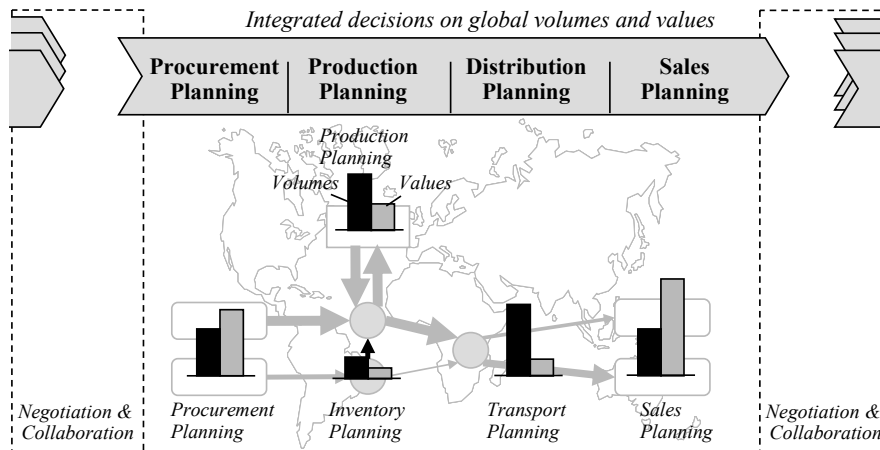 Integrated decisions on global volumes and values
Procurement
Planning
Production
Planning
Distribution
Planning
Sales
Planning
Production
Planning
Volumes
Values
Procurement
Planning
Inventory
Planning
Transport
Planning
Sales
Planning
Negotiation &
Collaboration
Negotiation &
Collaboration